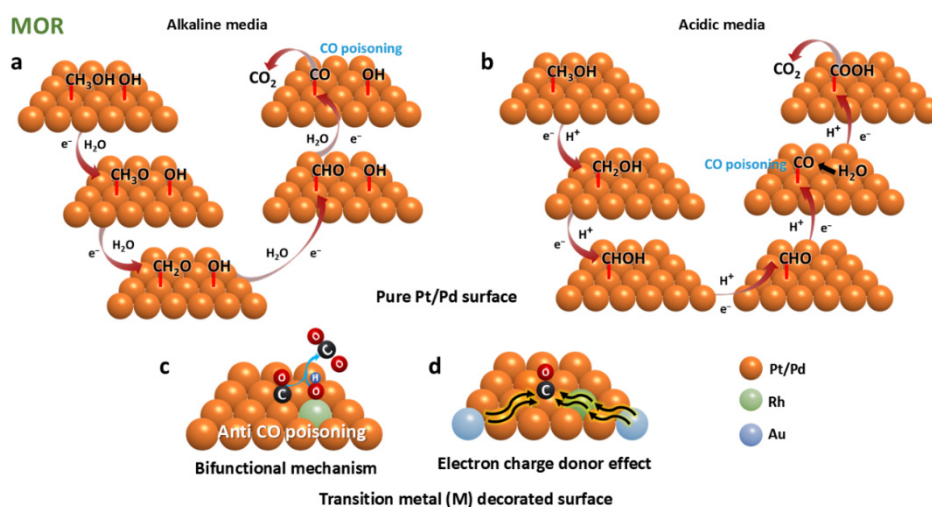 MOR
Alkaline media
Acidic media
a
CH₃OH OH
e⁻ H₂O
CH₃O OH
e⁻ H₂O
CH₂O OH
H₂O e⁻
CHO OH
H₂O e⁻
CO poisoning
CO₂ CO OH
b
CH₃OH
e⁻ H⁺
CH₂OH
e⁻ H⁺
CHOH
H⁺
e⁻
CHO
H⁺ e⁻
CO poisoning
CO H₂O
H⁺ e⁻
CO₂ COOH
Pure Pt/Pd surface
c
O
C
O
O
C
H
O
Anti CO poisoning
Bifunctional mechanism
d
O
C
Electron charge donor effect
Pt/Pd
Rh
Au
Transition metal (M) decorated surface